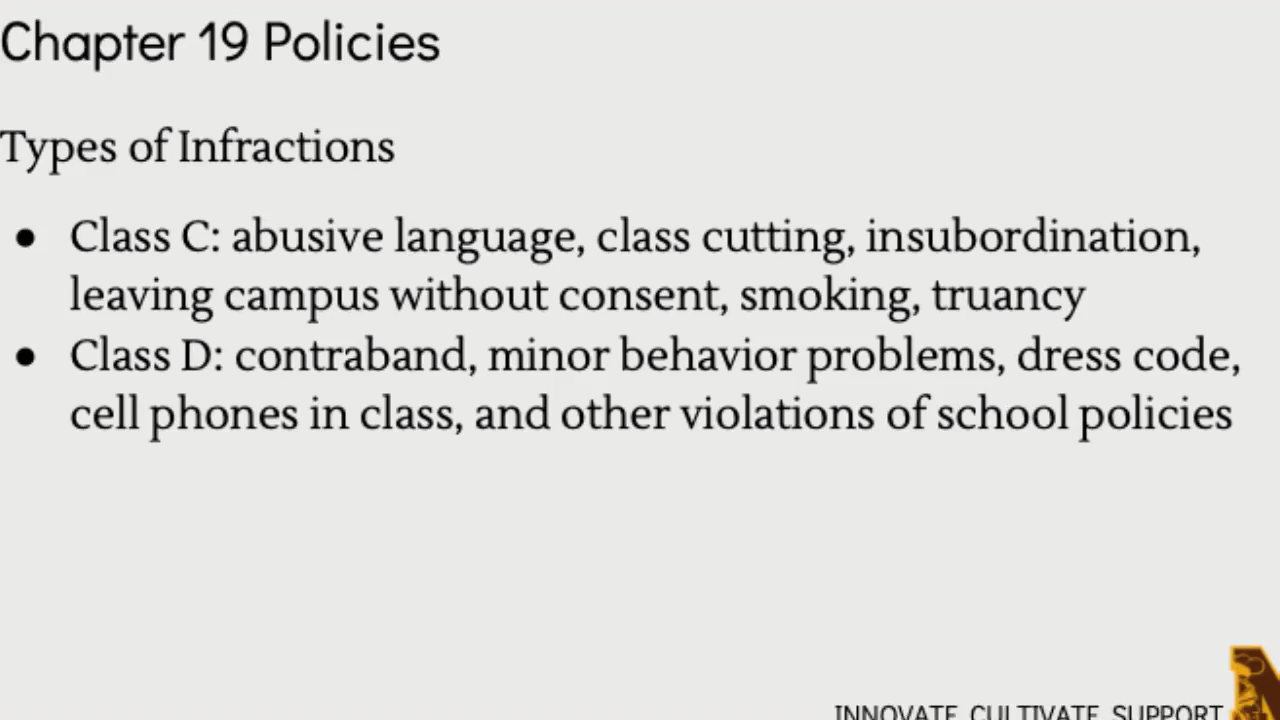 Chapter 19 Policies
Types of Infractions
● Class C: abusive language, class cutting, insubordination,
leaving campus without consent, smoking, truancy
● Class D: contraband, minor behavior problems, dress code,
cell phones in class, and other violations of school policies
INNOVATE CULTIVATE SUPPORT